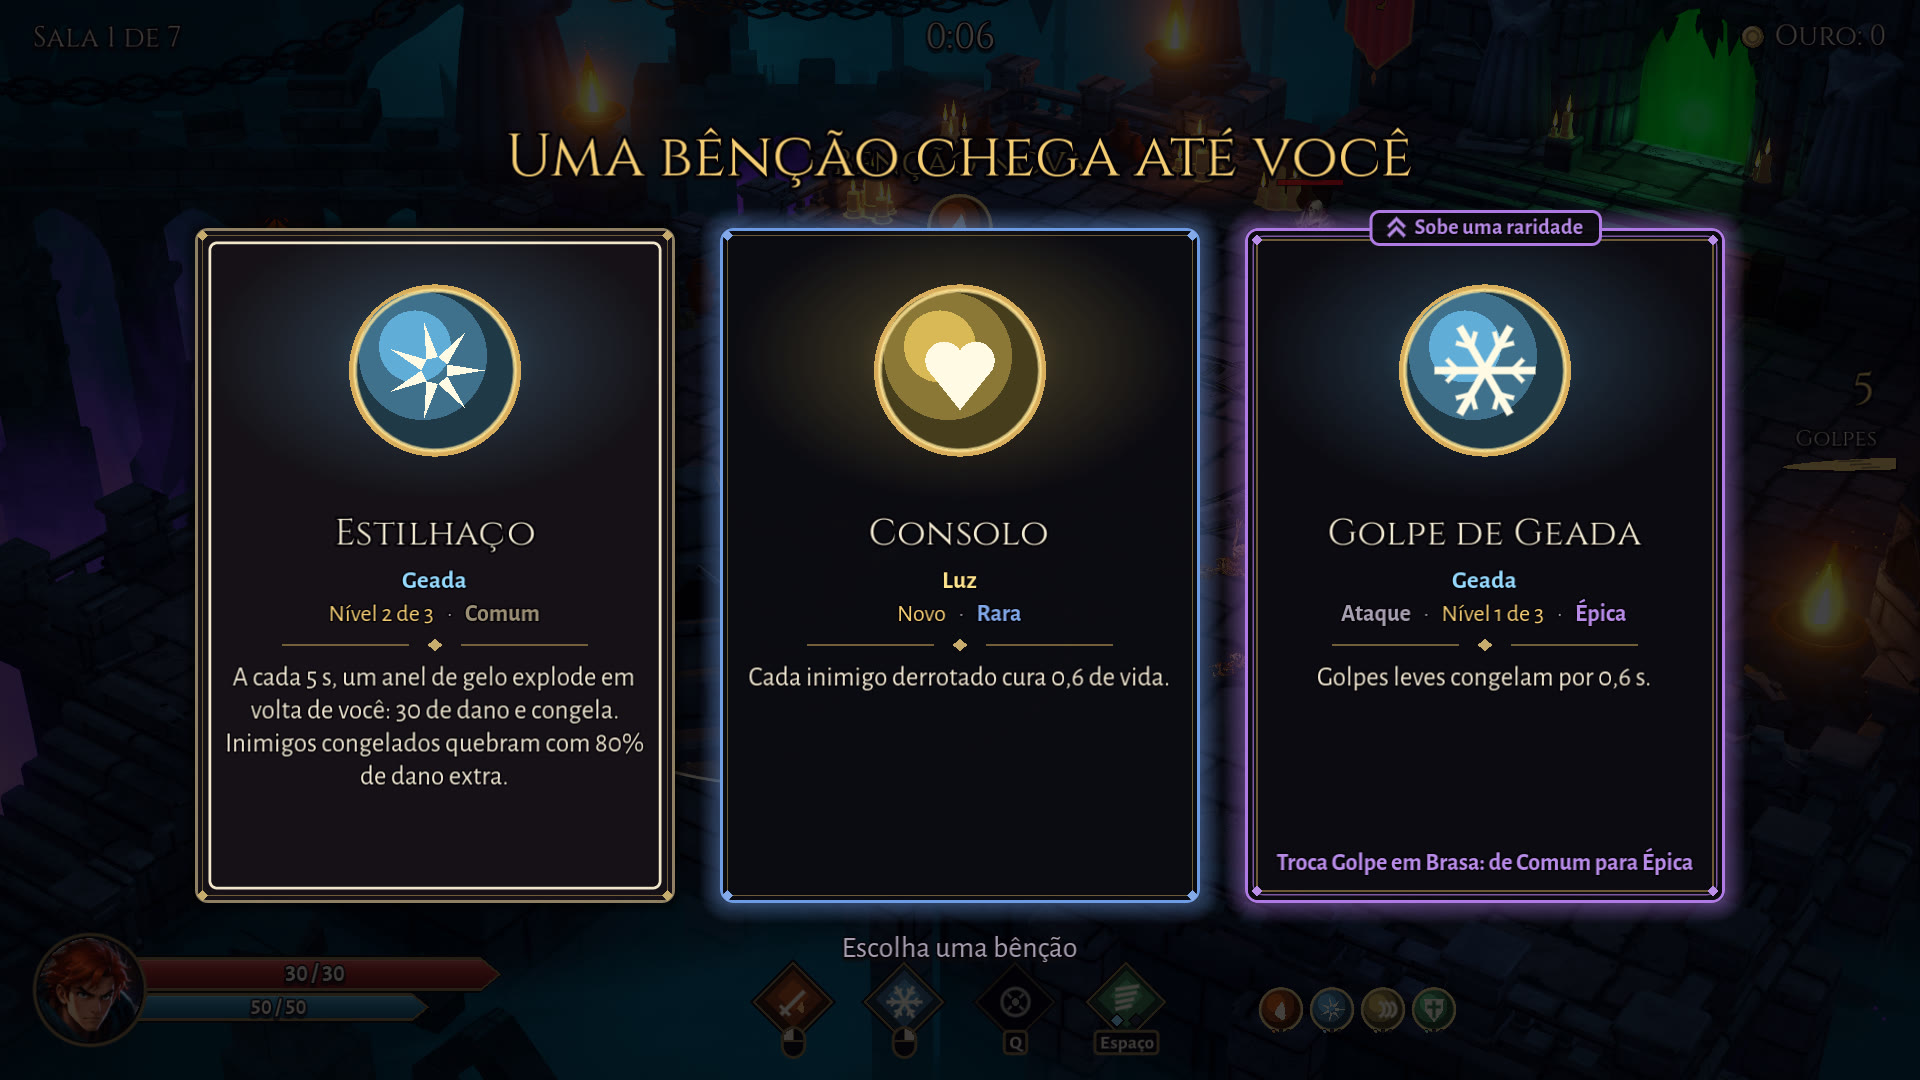 Sala 1 de 7
0:06
Ouro: 0
Uma bênção chega até você
Sobe uma raridade
Estilhaço
Geada
Nível 2 de 3 · Comum
A cada 5 s, um anel de gelo explode em
volta de você: 30 de dano e congela.
Inimigos congelados quebram com 80%
de dano extra.
Consolo
Luz
Novo · Rara
Cada inimigo derrotado cura 0,6 de vida.
Golpe de Geada
Geada
Ataque · Nível 1 de 3 · Épica
Golpes leves congelam por 0,6 s.
Troca Golpe em Brasa: de Comum para Épica
5
Golpes
Escolha uma bênção
30/30
50/50
Q
Espaço